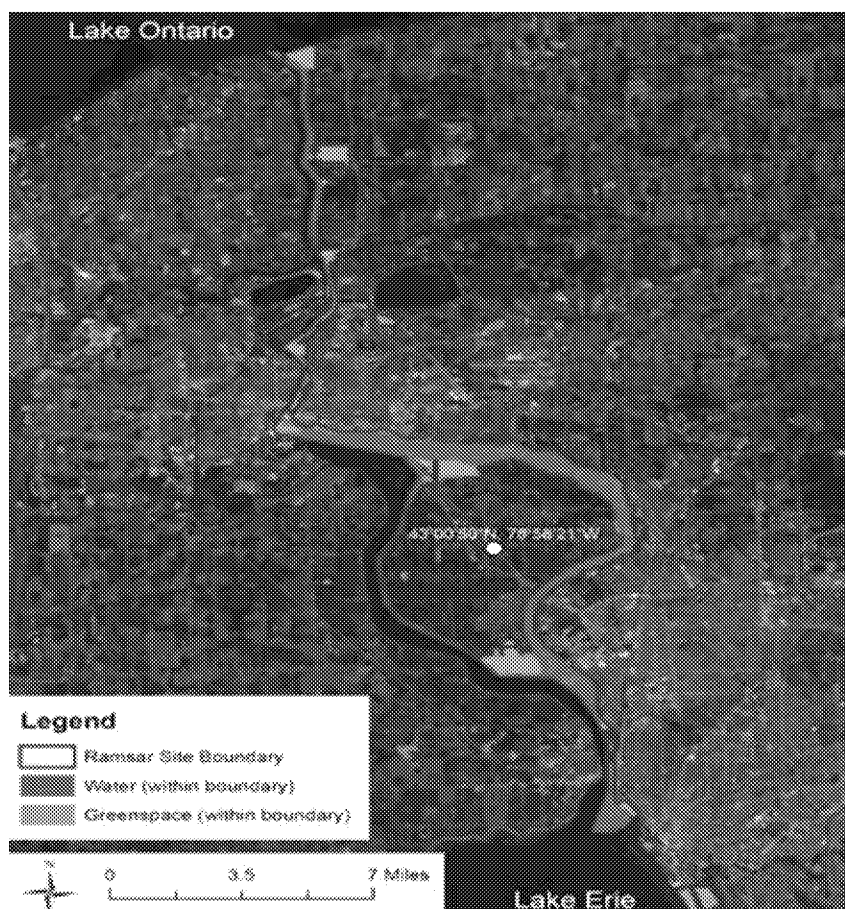 Lake Ontario
Legend
Ramsar Site Boundary
Water (within boundary)
Greenspace (within boundary)
N
0 3.5 7 Miles
Lake Erie